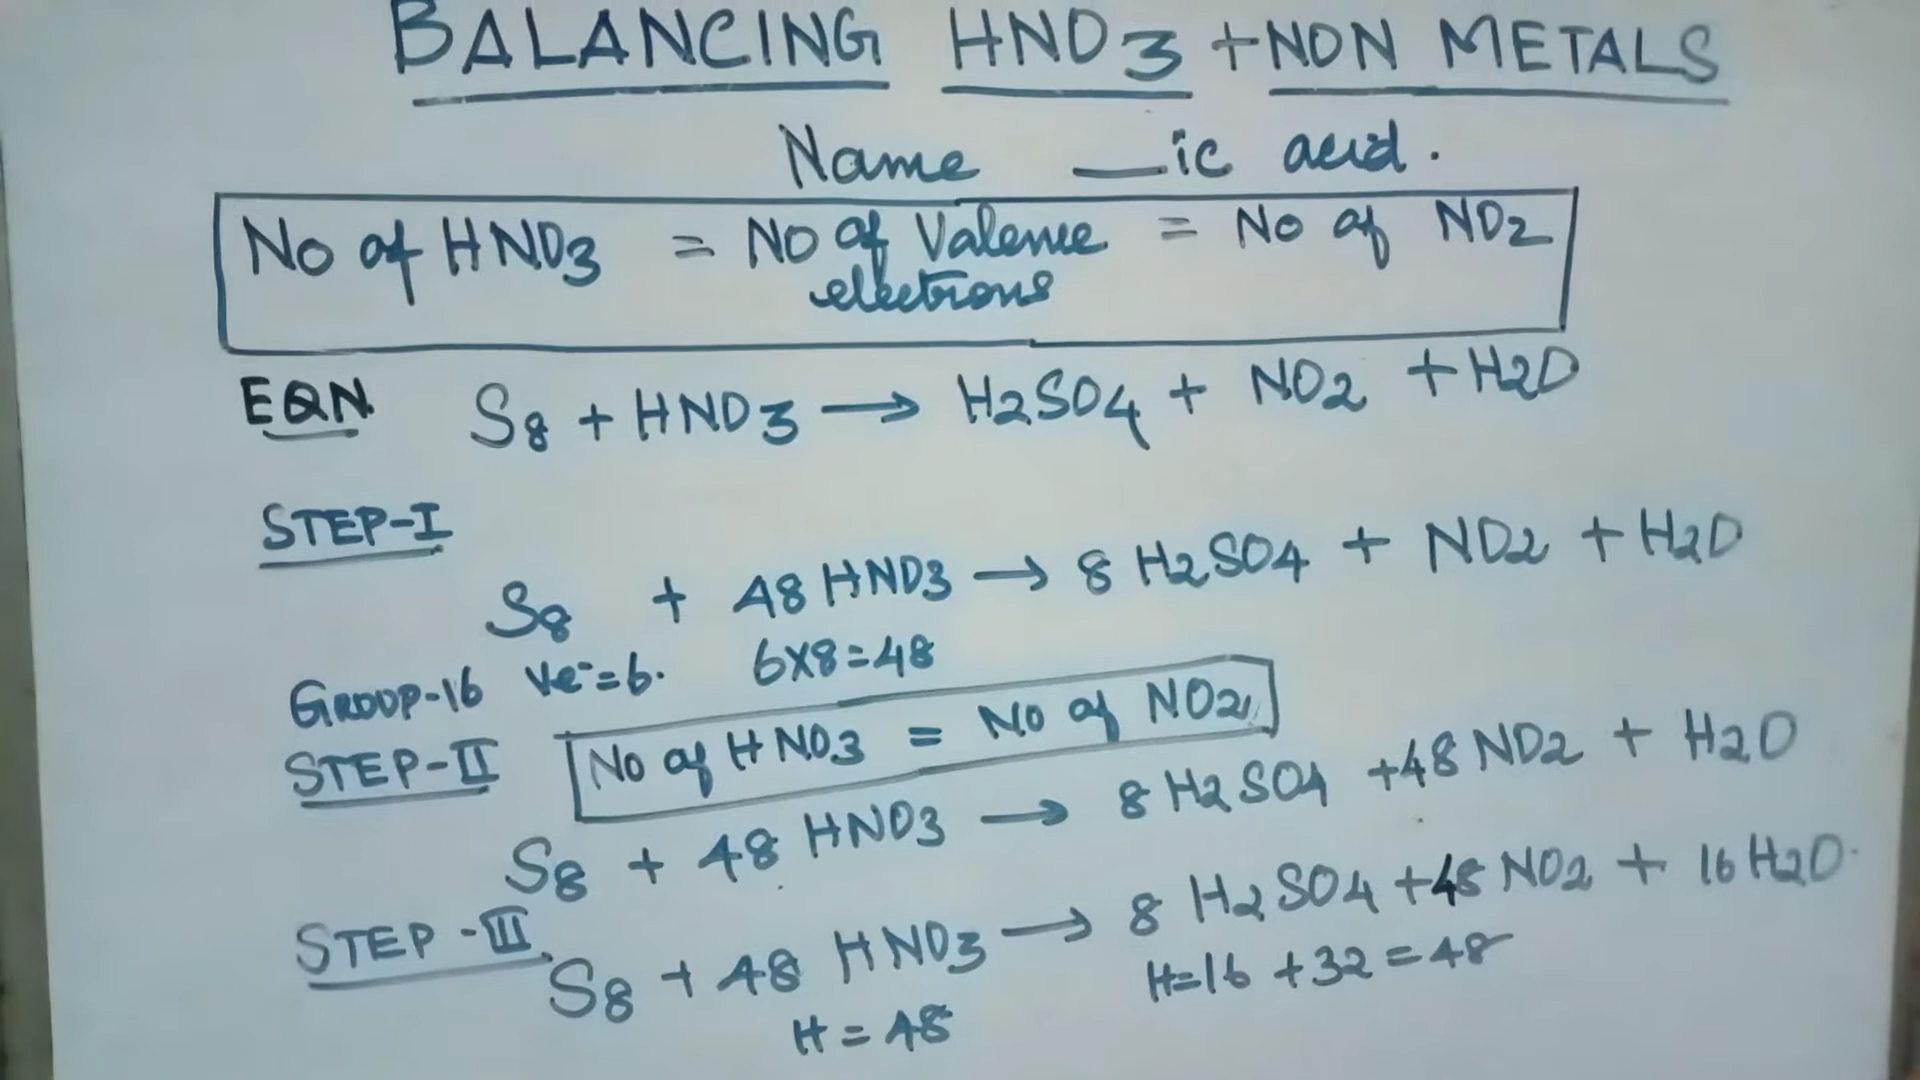 BALANCING HNO3 + NON METALS
Name __ic acid.
No of HNO3 = No of Valence electrons = No of NO2
EQN S8 + HNO3 → H2SO4 + NO2 + H2O
STEP-I
S8 + 48 HNO3 → 8 H2SO4 + NO2 + H2O
GROUP-16 Ve⁻=6. 6x8=48
STEP-II No of HNO3 = No of NO2
S8 + 48 HNO3 → 8 H2SO4 +48 NO2 + H2O
STEP-III
S8 + 48 HNO3 → 8 H2SO4 +48 NO2 + 16 H2O
H = 48 H=16 +32 = 48